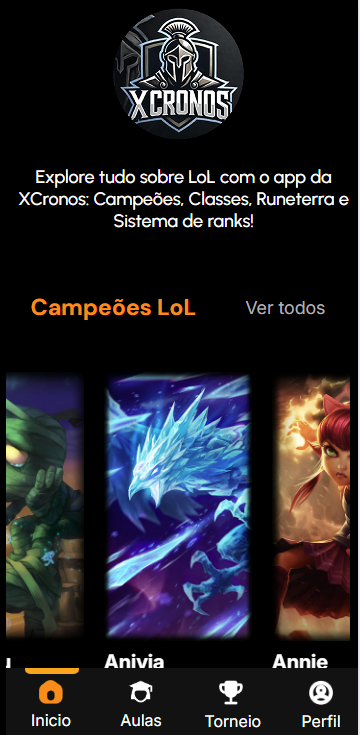 XCRONOS
Explore tudo sobre LoL com o app da
XCronos: Campeões, Classes, Runeterra e
Sistema de ranks!
Campeões LoL
Ver todos
u
Anivia
Annie
Inicio
Aulas
Torneio
Perfil